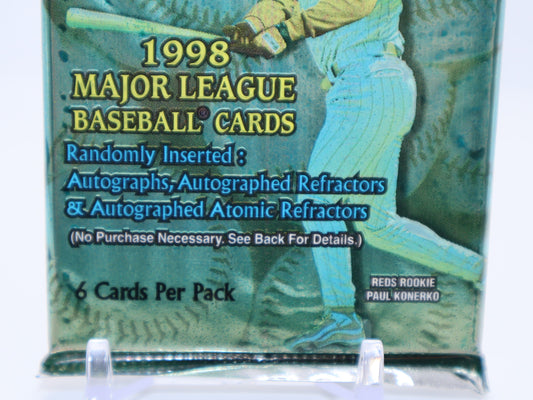 1998
MAJOR LEAGUE
BASEBALL® CARDS
Randomly Inserted :
Autographs, Autographed Refractors
& Autographed Atomic Refractors
(No Purchase Necessary. See Back For Details.)
REDS ROOKIE
PAUL KONERKO
6 Cards Per Pack